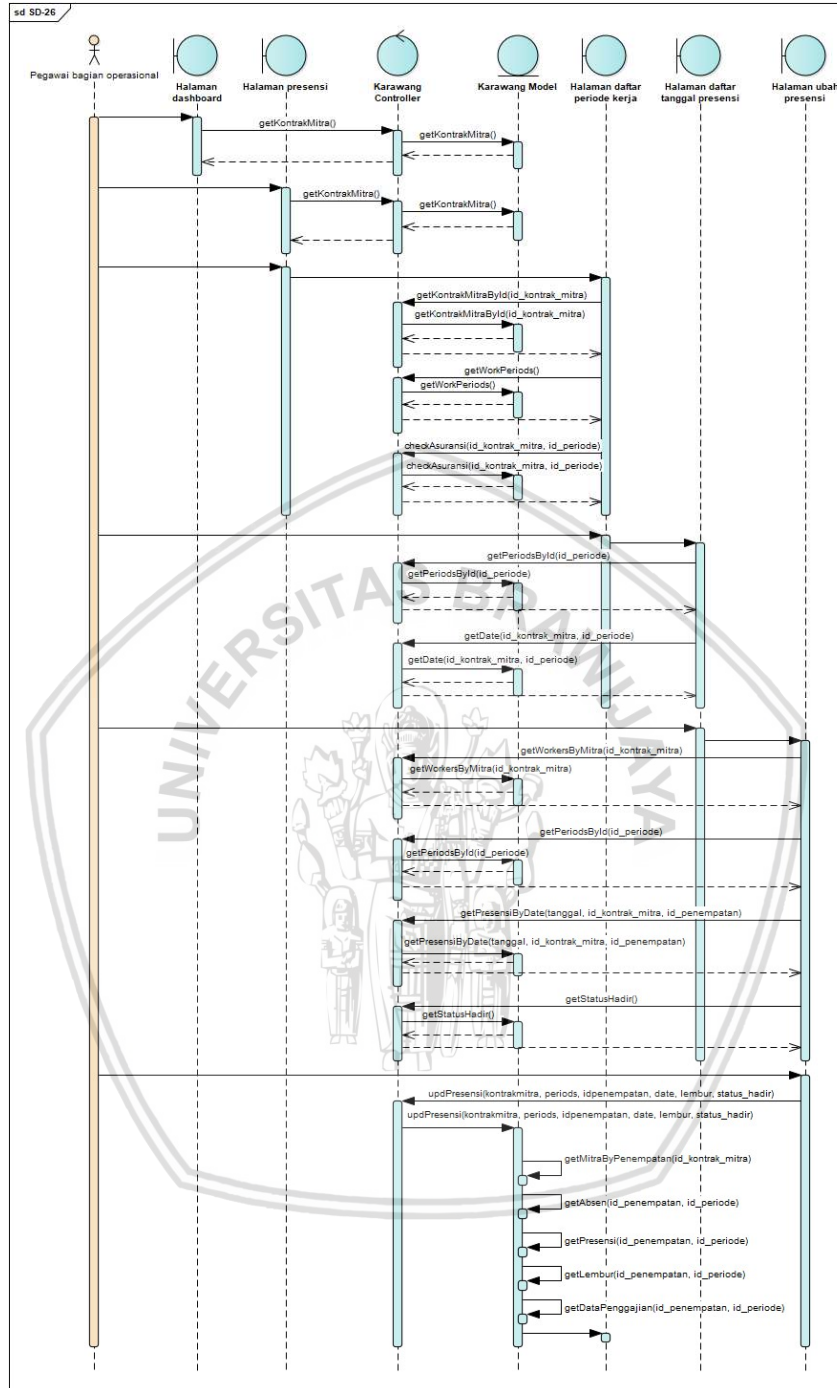 sd SD-26
Pegawai bagian operasional
Halaman
dashboard
Halaman presensi
Karawang
Controller
Karawang Model
Halaman daftar
periode kerja
Halaman daftar
tanggal presensi
Halaman ubah
presensi
getKontrakMitra()
getKontrakMitra()
getKontrakMitra()
getKontrakMitra()
getKontrakMitraById(id_kontrak_mitra)
getKontrakMitraById(id_kontrak_mitra)
getWorkPeriods()
getWorkPeriods()
checkAsuransi(id_kontrak_mitra, id_periode)
checkAsuransi(id_kontrak_mitra, id_periode)
getPeriodsById(id_periode)
getPeriodsById(id_periode)
getDate(id_kontrak_mitra, id_periode)
getDate(id_kontrak_mitra, id_periode)
getWorkersByMitra(id_kontrak_mitra)
getWorkersByMitra(id_kontrak_mitra)
getPeriodsById(id_periode)
getPeriodsById(id_periode)
getPresensiByDate(tanggal, id_kontrak_mitra, id_penempatan)
getPresensiByDate(tanggal, id_kontrak_mitra, id_penempatan)
getStatusHadir()
getStatusHadir()
updPresensi(kontrakmitra, periods, idpenempatan, date, lembur, status_hadir)
updPresensi(kontrakmitra, periods, idpenempatan, date, lembur, status_hadir)
getMitraByPenempatan(id_kontrak_mitra)
getAbsen(id_penempatan, id_periode)
getPresensi(id_penempatan, id_periode)
getLembur(id_penempatan, id_periode)
getDataPenggajian(id_penempatan, id_periode)
UNIVERSITAS BRAWIJAYA